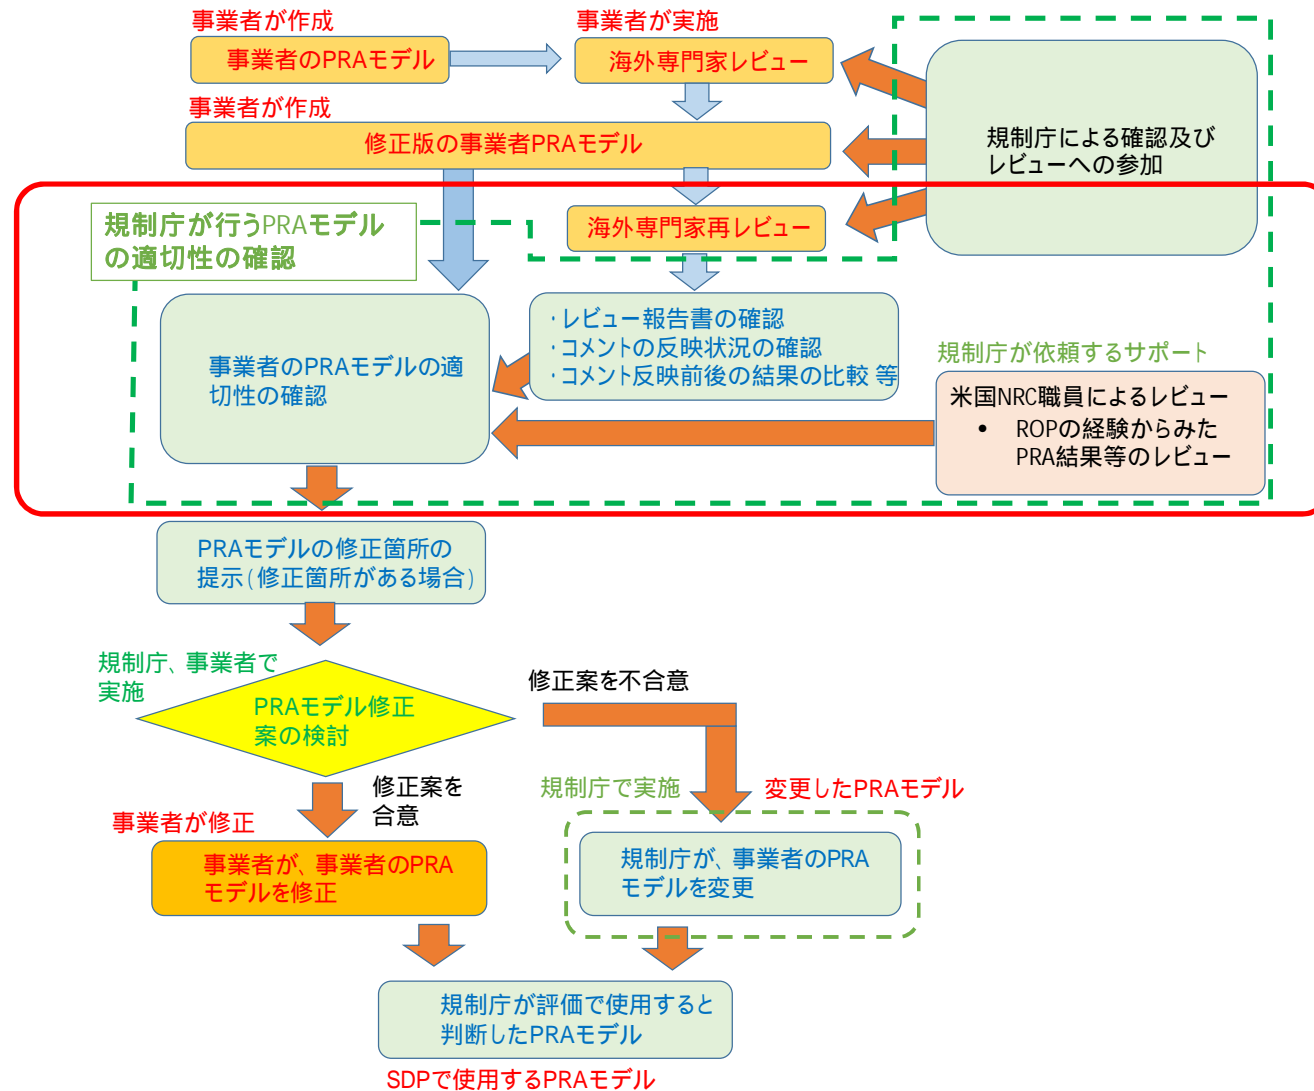 事業者が作成
事業者のPRAモデル
事業者が実施
海外専門家レビュー
事業者が作成
修正版の事業者PRAモデル
規制庁による確認及び
レビューへの参加
規制庁が行うPRAモデル
の適切性の確認
海外専門家再レビュー
・レビュー報告書の確認
・コメントの反映状況の確認
・コメント反映前後の結果の比較 等
事業者のPRAモデルの適
切性の確認
規制庁が依頼するサポート
米国NRC職員によるレビュー
• ROPの経験からみた
PRA結果等のレビュー
PRAモデルの修正箇所の
提示(修正箇所がある場合)
規制庁、事業者で
実施
PRAモデル修正
案の検討
修正案を不合意
修正案を
合意
規制庁で実施
変更したPRAモデル
事業者が修正
事業者が、事業者のPRA
モデルを修正
規制庁が、事業者のPRA
モデルを変更
規制庁が評価で使用すると
判断したPRAモデル
SDPで使用するPRAモデル